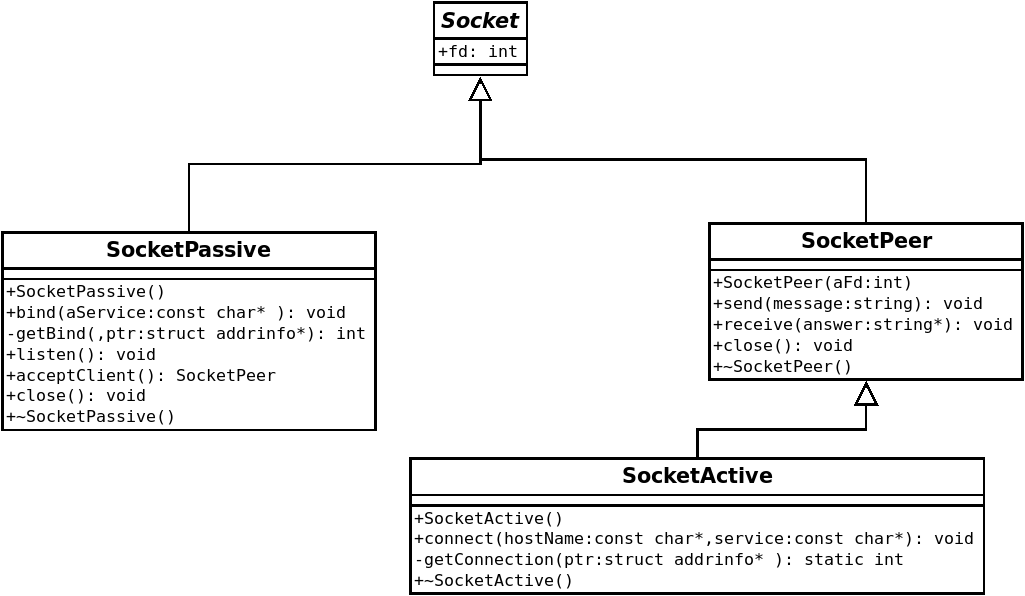 Socket
+fd: int
SocketPassive
+SocketPassive()
+bind(aService:const char* ): void
-getBind(,ptr:struct addrinfo*): int
+listen(): void
+acceptClient(): SocketPeer
+close(): void
+~SocketPassive()
SocketPeer
+SocketPeer(aFd:int)
+send(message:string): void
+receive(answer:string*): void
+close(): void
+~SocketPeer()
SocketActive
+SocketActive()
+connect(hostName:const char*,service:const char*): void
-getConnection(ptr:struct addrinfo* ): static int
+~SocketActive()